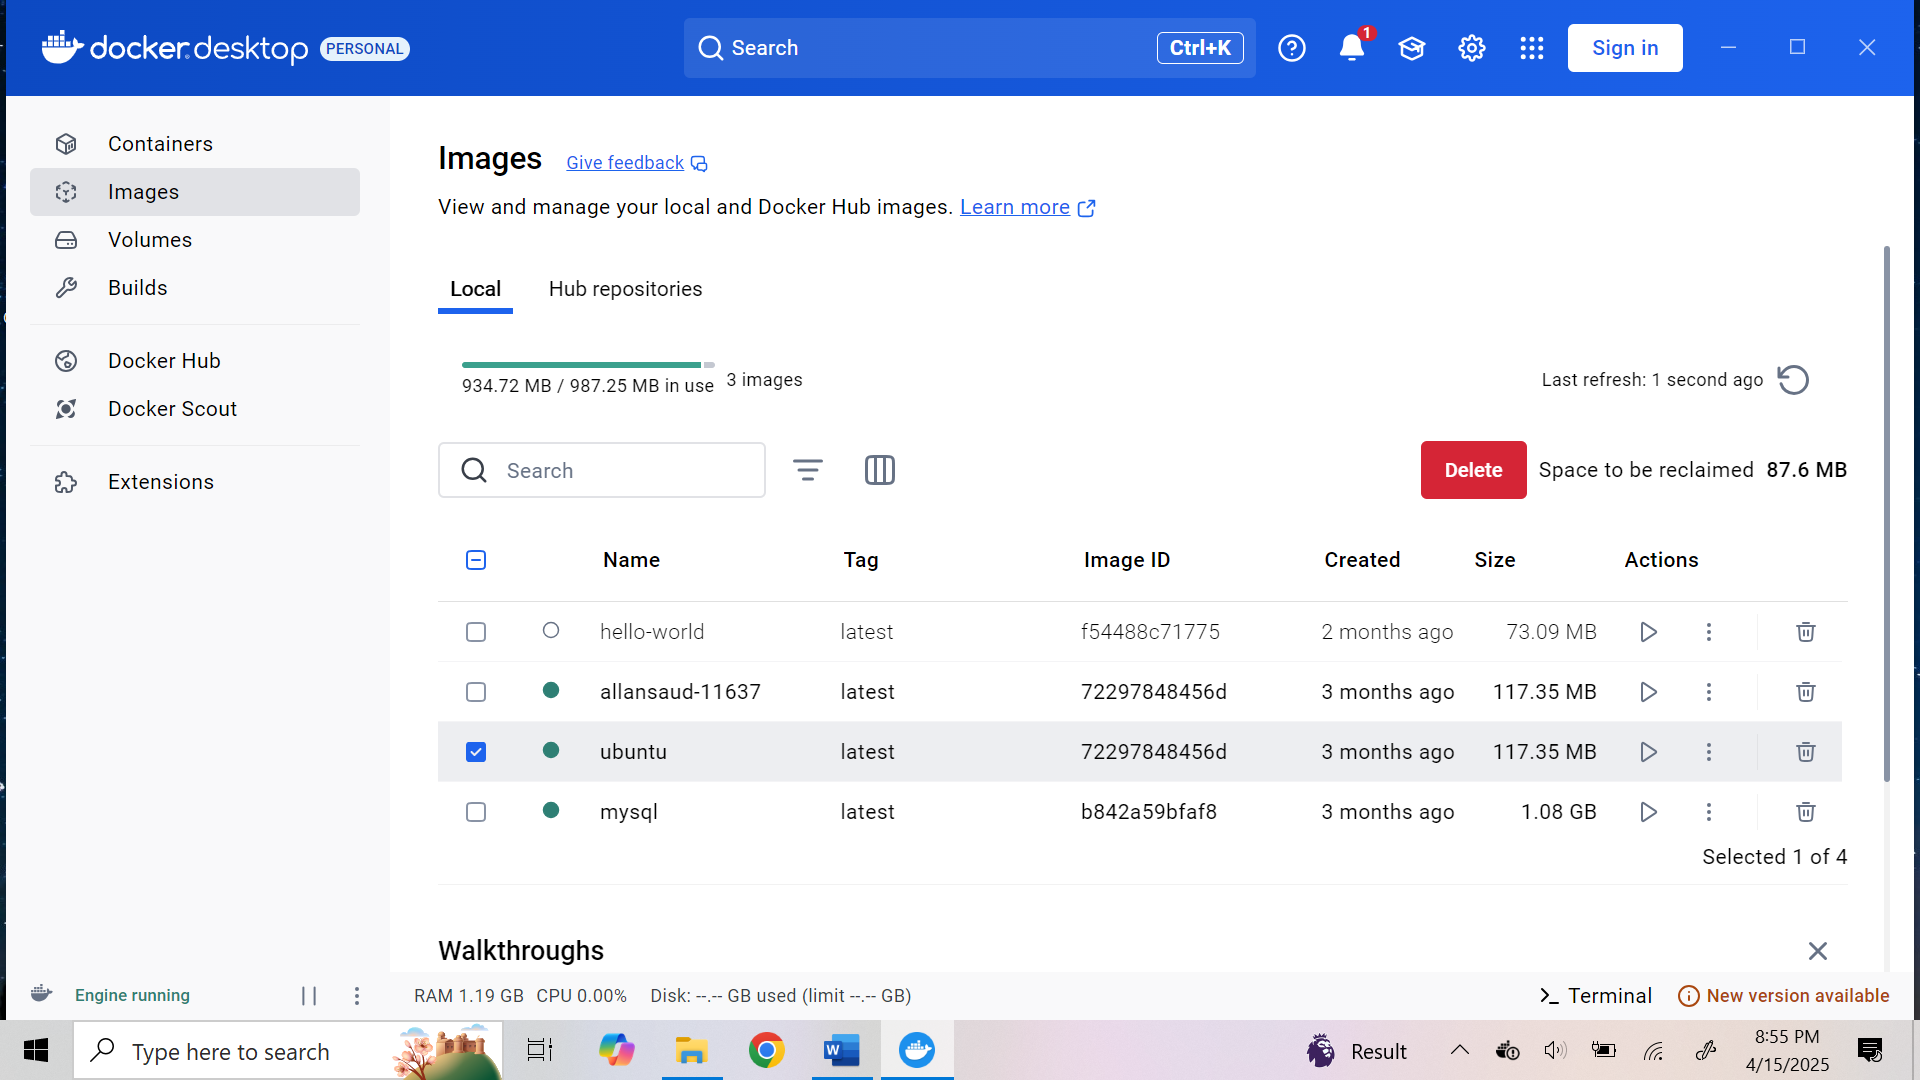 docker.desktop PERSONAL
Search Ctrl+K
1
Sign in
Containers
Images
Volumes
Builds
Docker Hub
Docker Scout
Extensions
Images Give feedback
View and manage your local and Docker Hub images. Learn more
Local Hub repositories
934.72 MB / 987.25 MB in use 3 images
Last refresh: 1 second ago
Search
Delete Space to be reclaimed 87.6 MB
Name Tag Image ID Created Size Actions
hello-world latest f54488c71775 2 months ago 73.09 MB
allansaud-11637 latest 72297848456d 3 months ago 117.35 MB
ubuntu latest 72297848456d 3 months ago 117.35 MB
mysql latest b842a59bfaf8 3 months ago 1.08 GB
Selected 1 of 4
Walkthroughs
Engine running
RAM 1.19 GB CPU 0.00% Disk: --.-- GB used (limit --.-- GB)
>_ Terminal New version available
Type here to search
W
Result
8:55 PM
4/15/2025